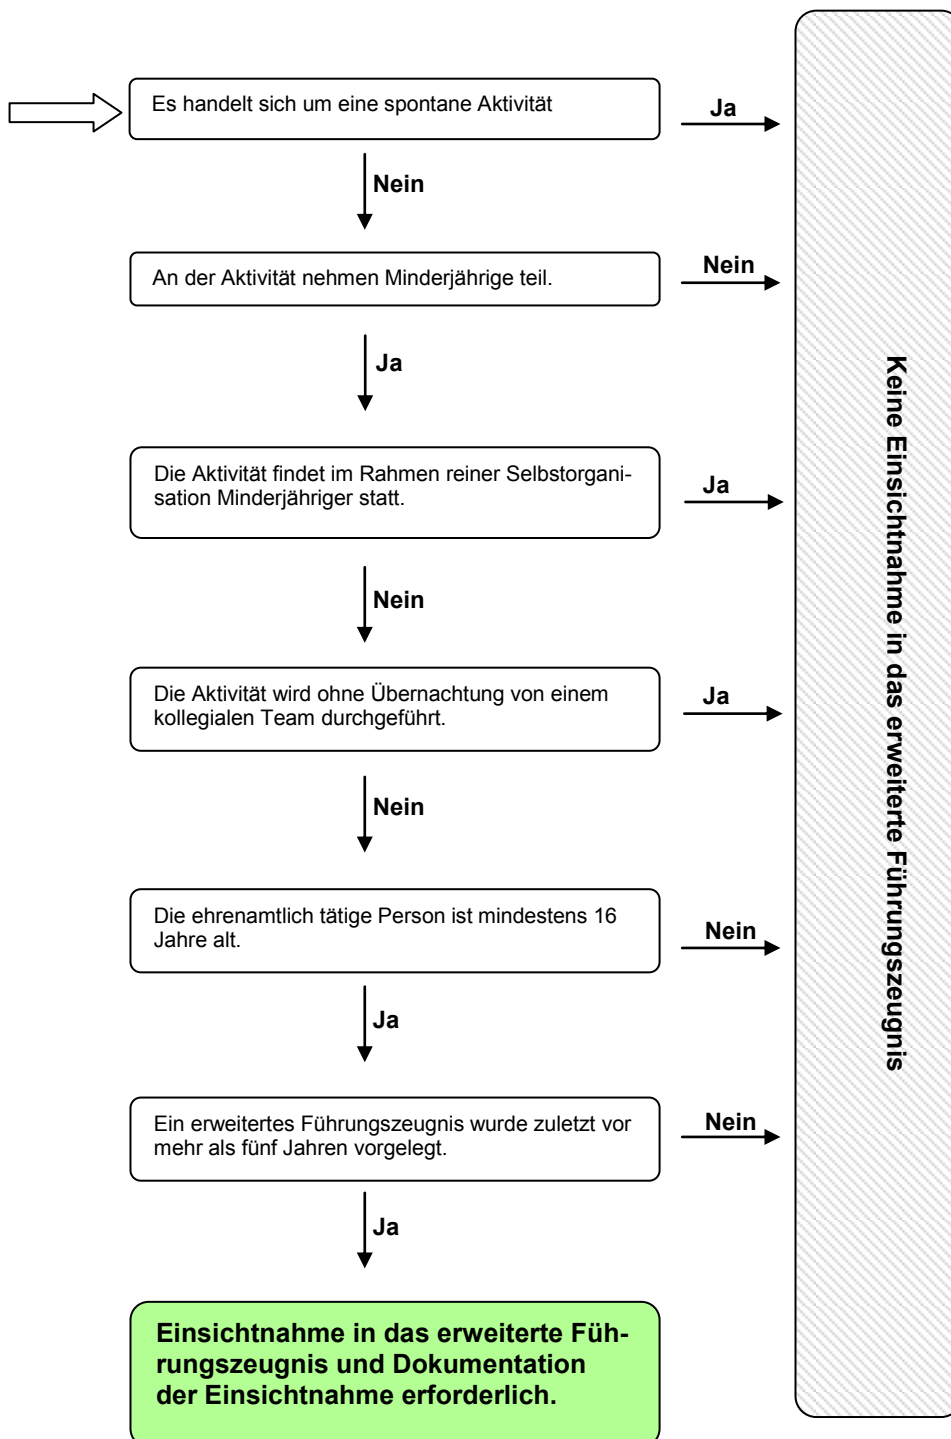 Es handelt sich um eine spontane Aktivität
Ja
Nein
An der Aktivität nehmen Minderjährige teil.
Nein
Ja
Die Aktivität findet im Rahmen reiner Selbstorgani-
sation Minderjähriger statt.
Ja
Nein
Die Aktivität wird ohne Übernachtung von einem
kollegialen Team durchgeführt.
Ja
Nein
Die ehrenamtlich tätige Person ist mindestens 16
Jahre alt.
Nein
Ja
Ein erweitertes Führungszeugnis wurde zuletzt vor
mehr als fünf Jahren vorgelegt.
Nein
Ja
Einsichtnahme in das erweiterte Füh-
rungszeugnis und Dokumentation
der Einsichtnahme erforderlich.
Keine Einsichtnahme in das erweiterte Führungszeugnis